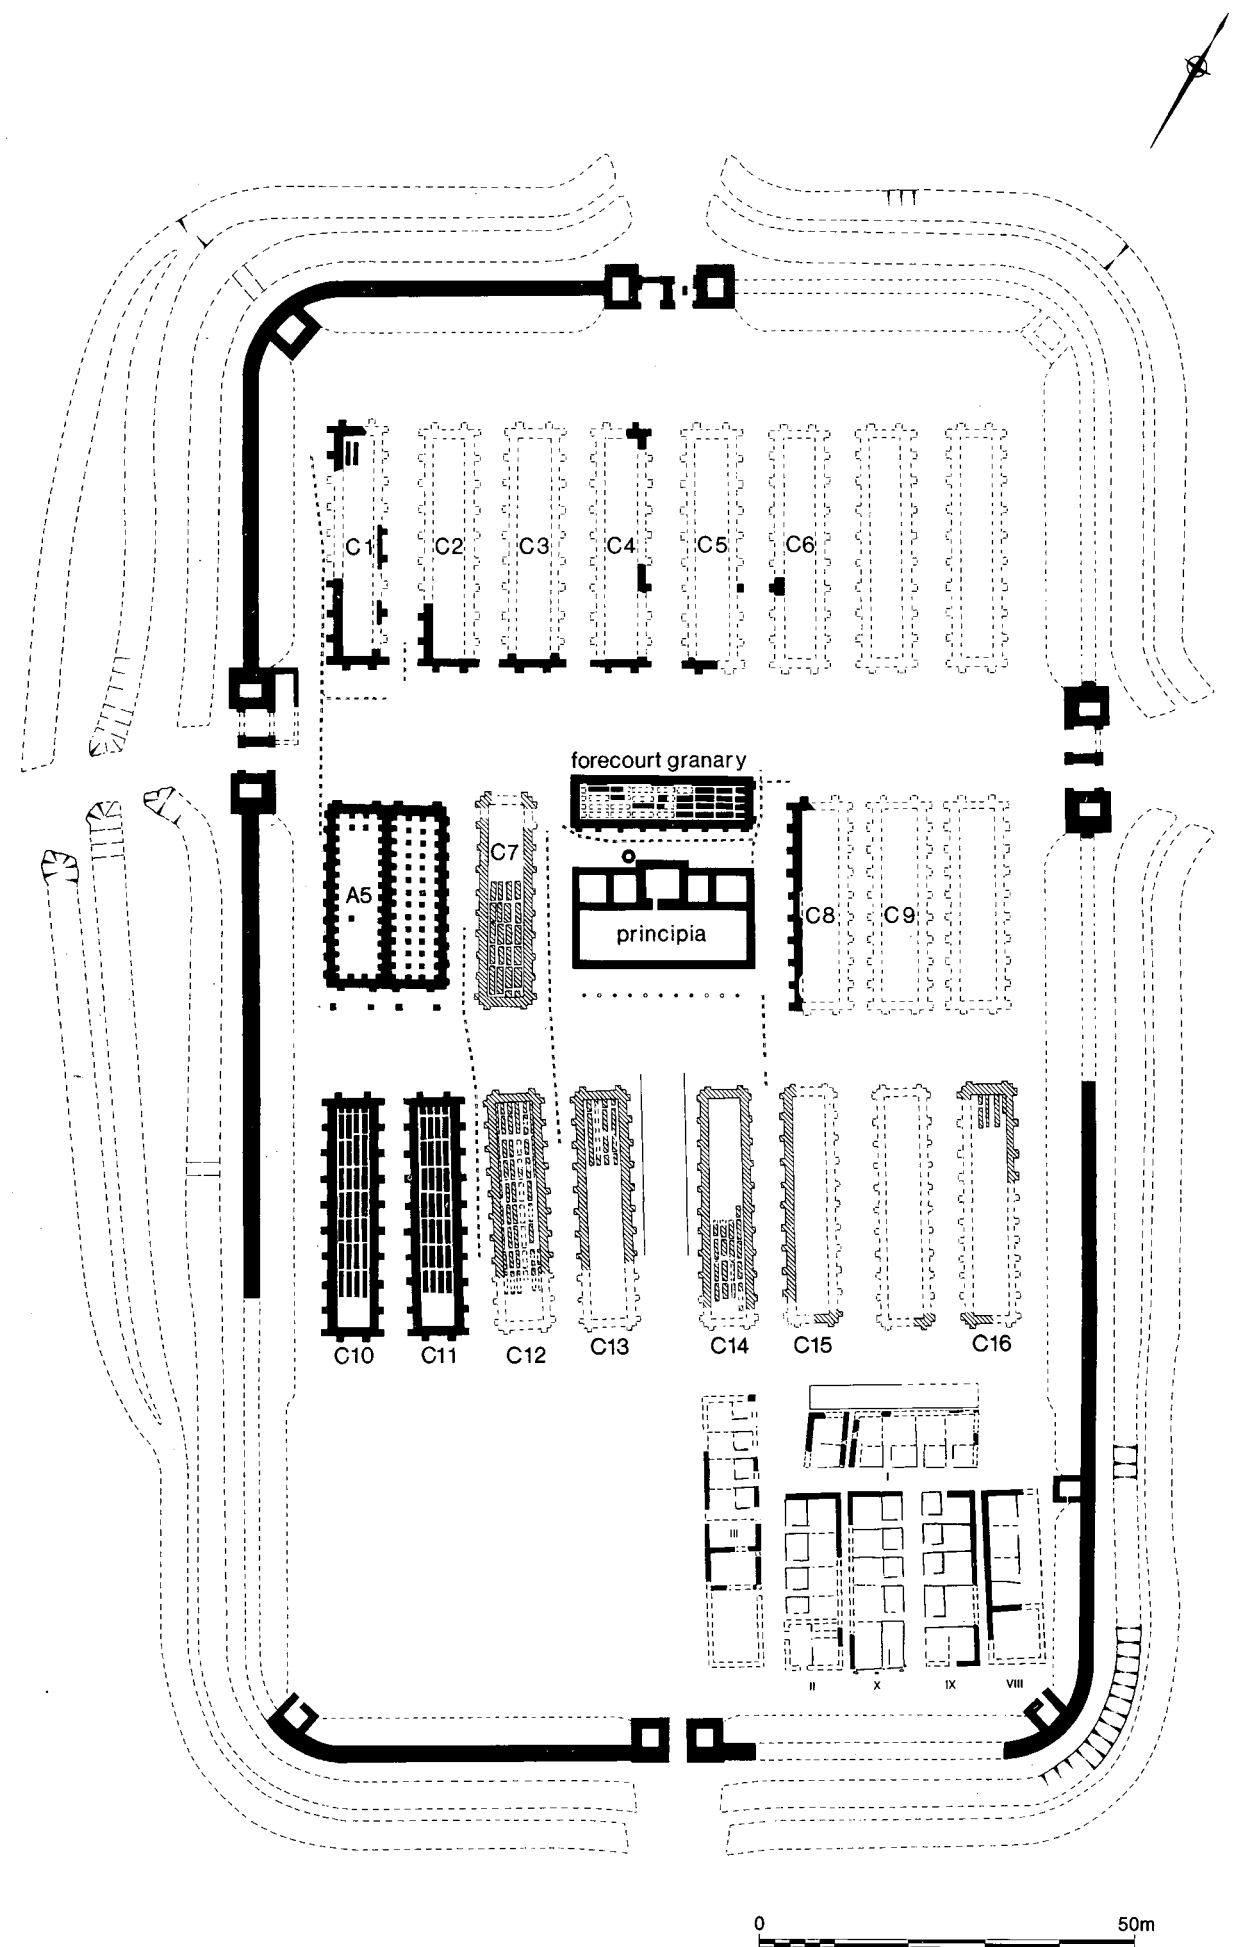 C1 C2 C3 C4 C5 C6
forecourt granary
C7
A5
C8 C9
principia
C10 C11 C12 C13 C14 C15 C16
I
III
II X IX VIII
0 50m